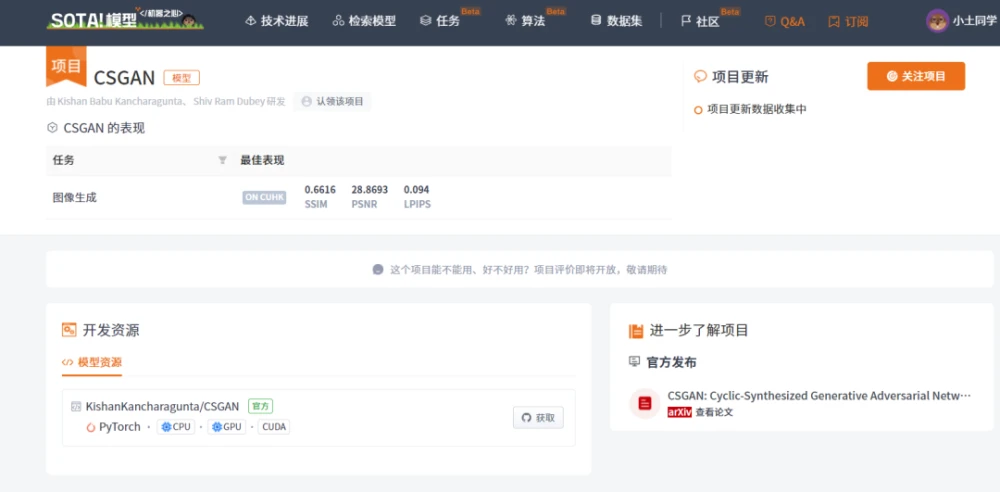 SOTA!模型 </机器之心>
技术进展 检索模型 任务 Beta 算法 Beta 数据集 社区 Beta Q&A 订阅 小土同学
项目
CSGAN 模型
由 Kishan Babu Kancharagunta、 Shiv Ram Dubey 研发 认领该项目
CSGAN 的表现
任务 最佳表现
图像生成 ON CUHK 0.6616 28.8693 0.094
SSIM PSNR LPIPS
项目更新 关注项目
项目更新数据收集中
这个项目能不能用、好不好用?项目评价即将开放,敬请期待
开发资源
模型资源
KishanKancharagunta/CSGAN 官方
PyTorch · CPU · GPU · CUDA
获取
进一步了解项目
官方发布
CSGAN: Cyclic-Synthesized Generative Adversarial Netw…
arXiv 查看论文